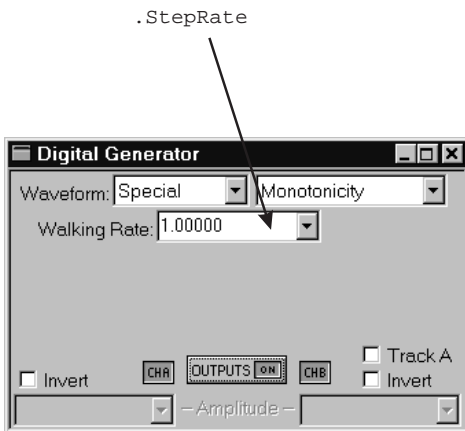 .StepRate
Digital Generator
Waveform: Special Monotonicity
Walking Rate: 1.00000
Track A
Invert CHA OUTPUTS ON CHB Invert
Amplitude